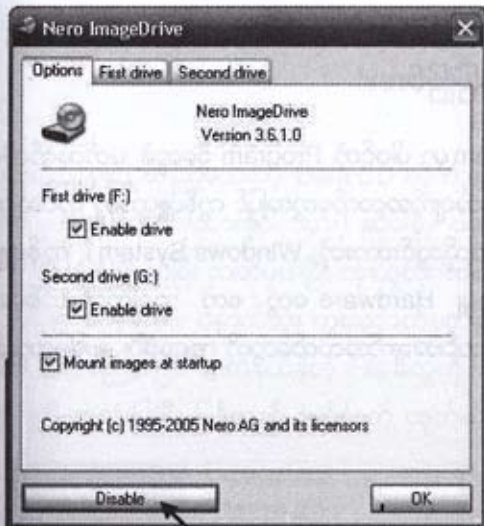 Nero ImageDrive
Options First drive Second drive
Nero ImageDrive
Version 3.6.1.0
First drive (F:)
Enable drive
Second drive (G:)
Enable drive
Mount images at startup
Copyright (c) 1995-2005 Nero AG and its licensors
Disable OK